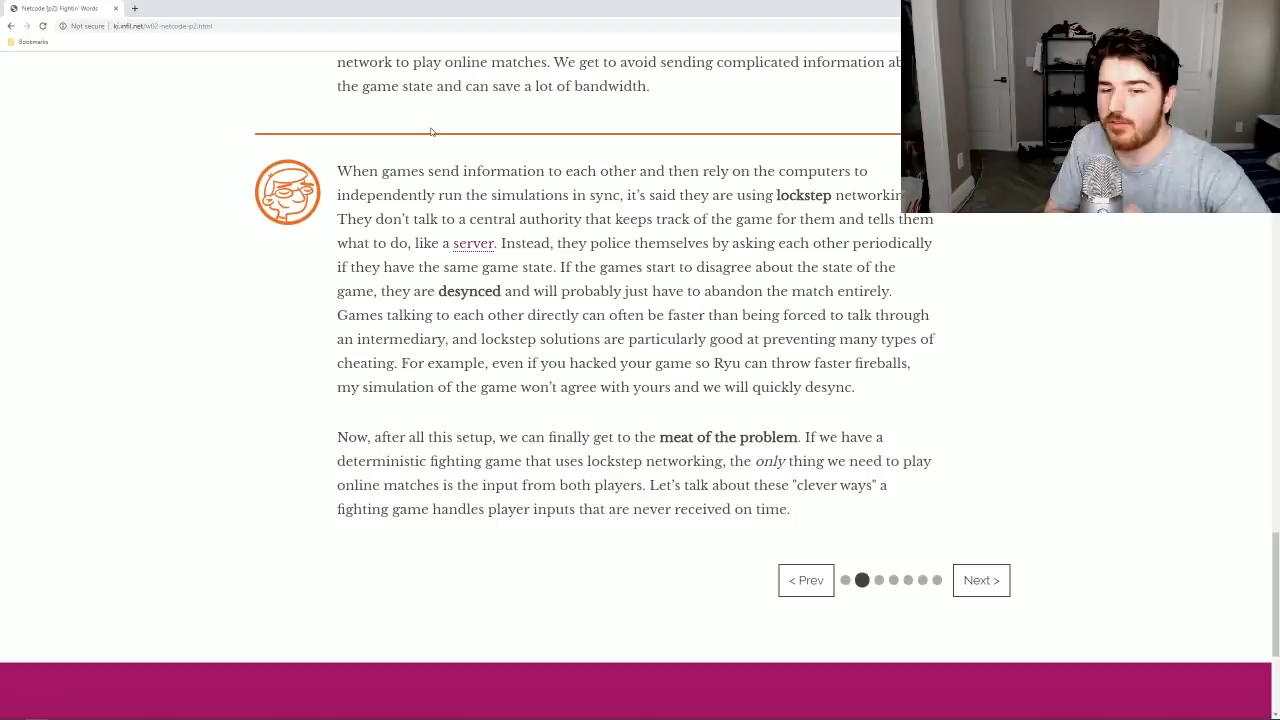 Netcode [p2]: Fightin' Words
Not secure | ki.infil.net/w02-netcode-p2.html
Bookmarks
network to play online matches. We get to avoid sending complicated information
the game state and can save a lot of bandwidth.
When games send information to each other and then rely on the computers to
independently run the simulations in sync, it's said they are using lockstep
They don't talk to a central authority that keeps track of the game for them and tells them
what to do, like a server. Instead, they police themselves by asking each other periodically
if they have the same game state. If the games start to disagree about the state of the
game, they are desynced and will probably just have to abandon the match entirely.
Games talking to each other directly can often be faster than being forced to talk through
an intermediary, and lockstep solutions are particularly good at preventing many types of
cheating. For example, even if you hacked your game so Ryu can throw faster fireballs,
my simulation of the game won't agree with yours and we will quickly desync.
Now, after all this setup, we can finally get to the meat of the problem. If we have a
deterministic fighting game that uses lockstep networking, the only thing we need to play
online matches is the input from both players. Let's talk about these "clever ways" a
fighting game handles player inputs that are never received on time.
< Prev
Next >